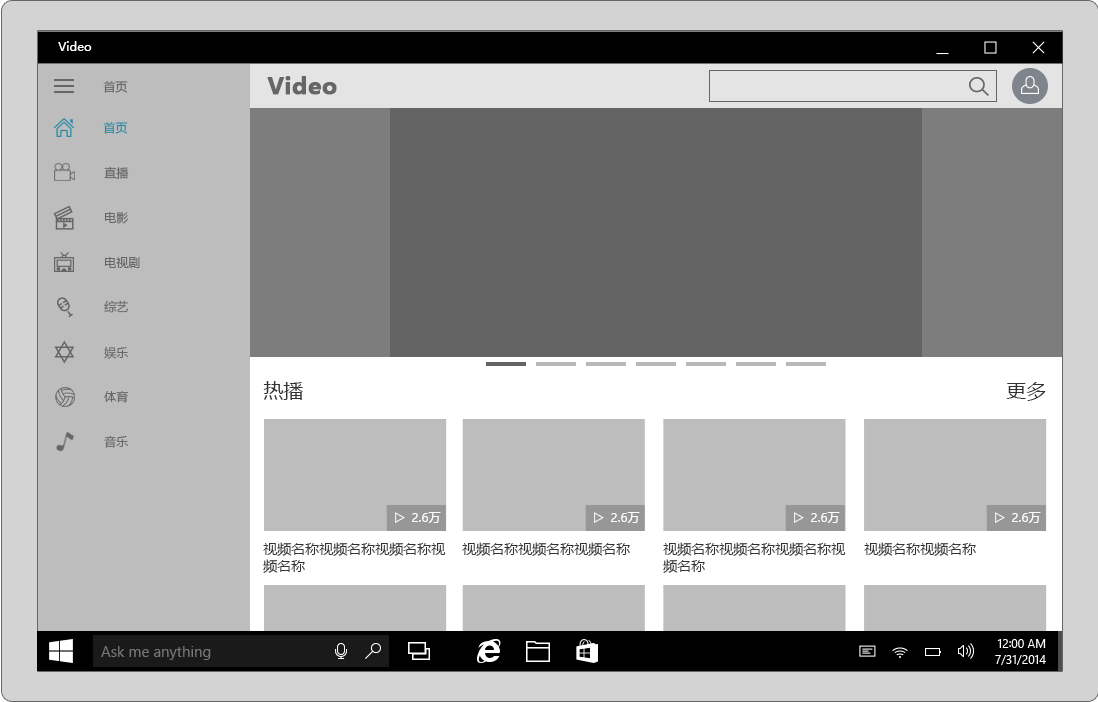 Video
首页
Video
首页
直播
电影
电视剧
综艺
娱乐
体育
音乐
热播
更多
2.6万
2.6万
2.6万
2.6万
视频名称视频名称视频名称视
频名称
视频名称视频名称视频名称
视频名称视频名称视频名称视
频名称
视频名称视频名称
Ask me anything
12:00 AM
7/31/2014